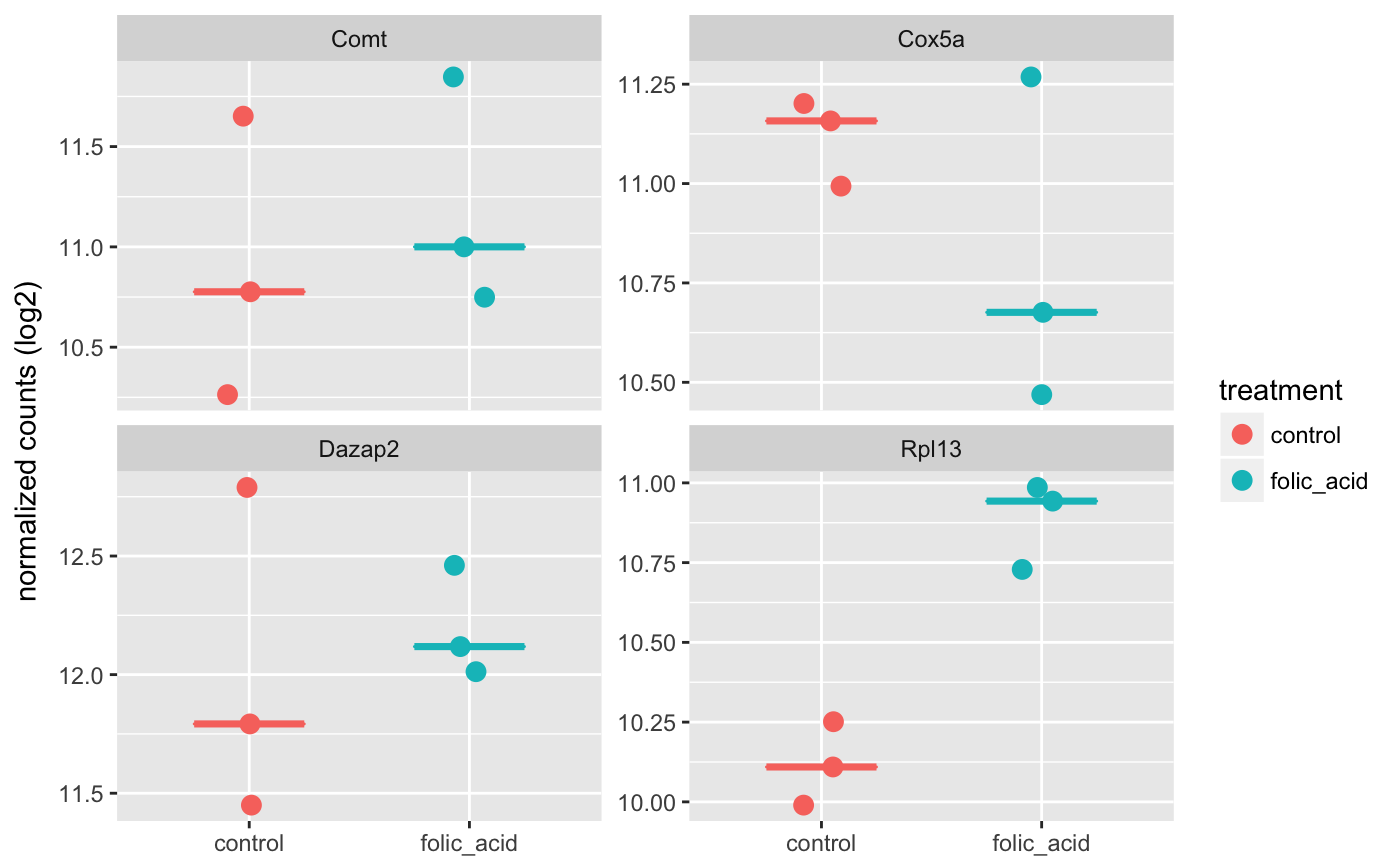 Comt
Cox5a
11.5
11.0
10.5
11.25
11.00
10.75
10.50
Dazap2
Rpl13
12.5
12.0
11.5
11.00
10.75
10.50
10.25
10.00
control
folic_acid
control
folic_acid
normalized counts (log2)
treatment
control
folic_acid